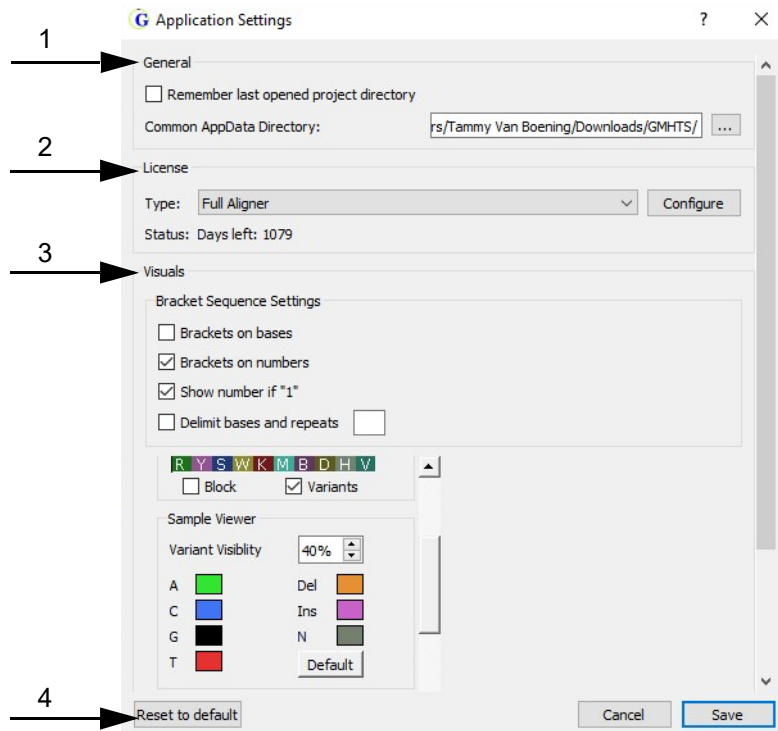 G Application Settings ? X
1
General
Remember last opened project directory
Common AppData Directory: rs/Tammy Van Boening/Downloads/GMHTS/ ...
2
License
Type: Full Aligner Configure
Status: Days left: 1079
3
Visuals
Bracket Sequence Settings
Brackets on bases
Brackets on numbers
Show number if "1"
Delimit bases and repeats
R Y S W K M B D H V
Block Variants
Sample Viewer
Variant Visiblity 40%
A Del
C Ins
G N
T Default
4
Reset to default Cancel Save